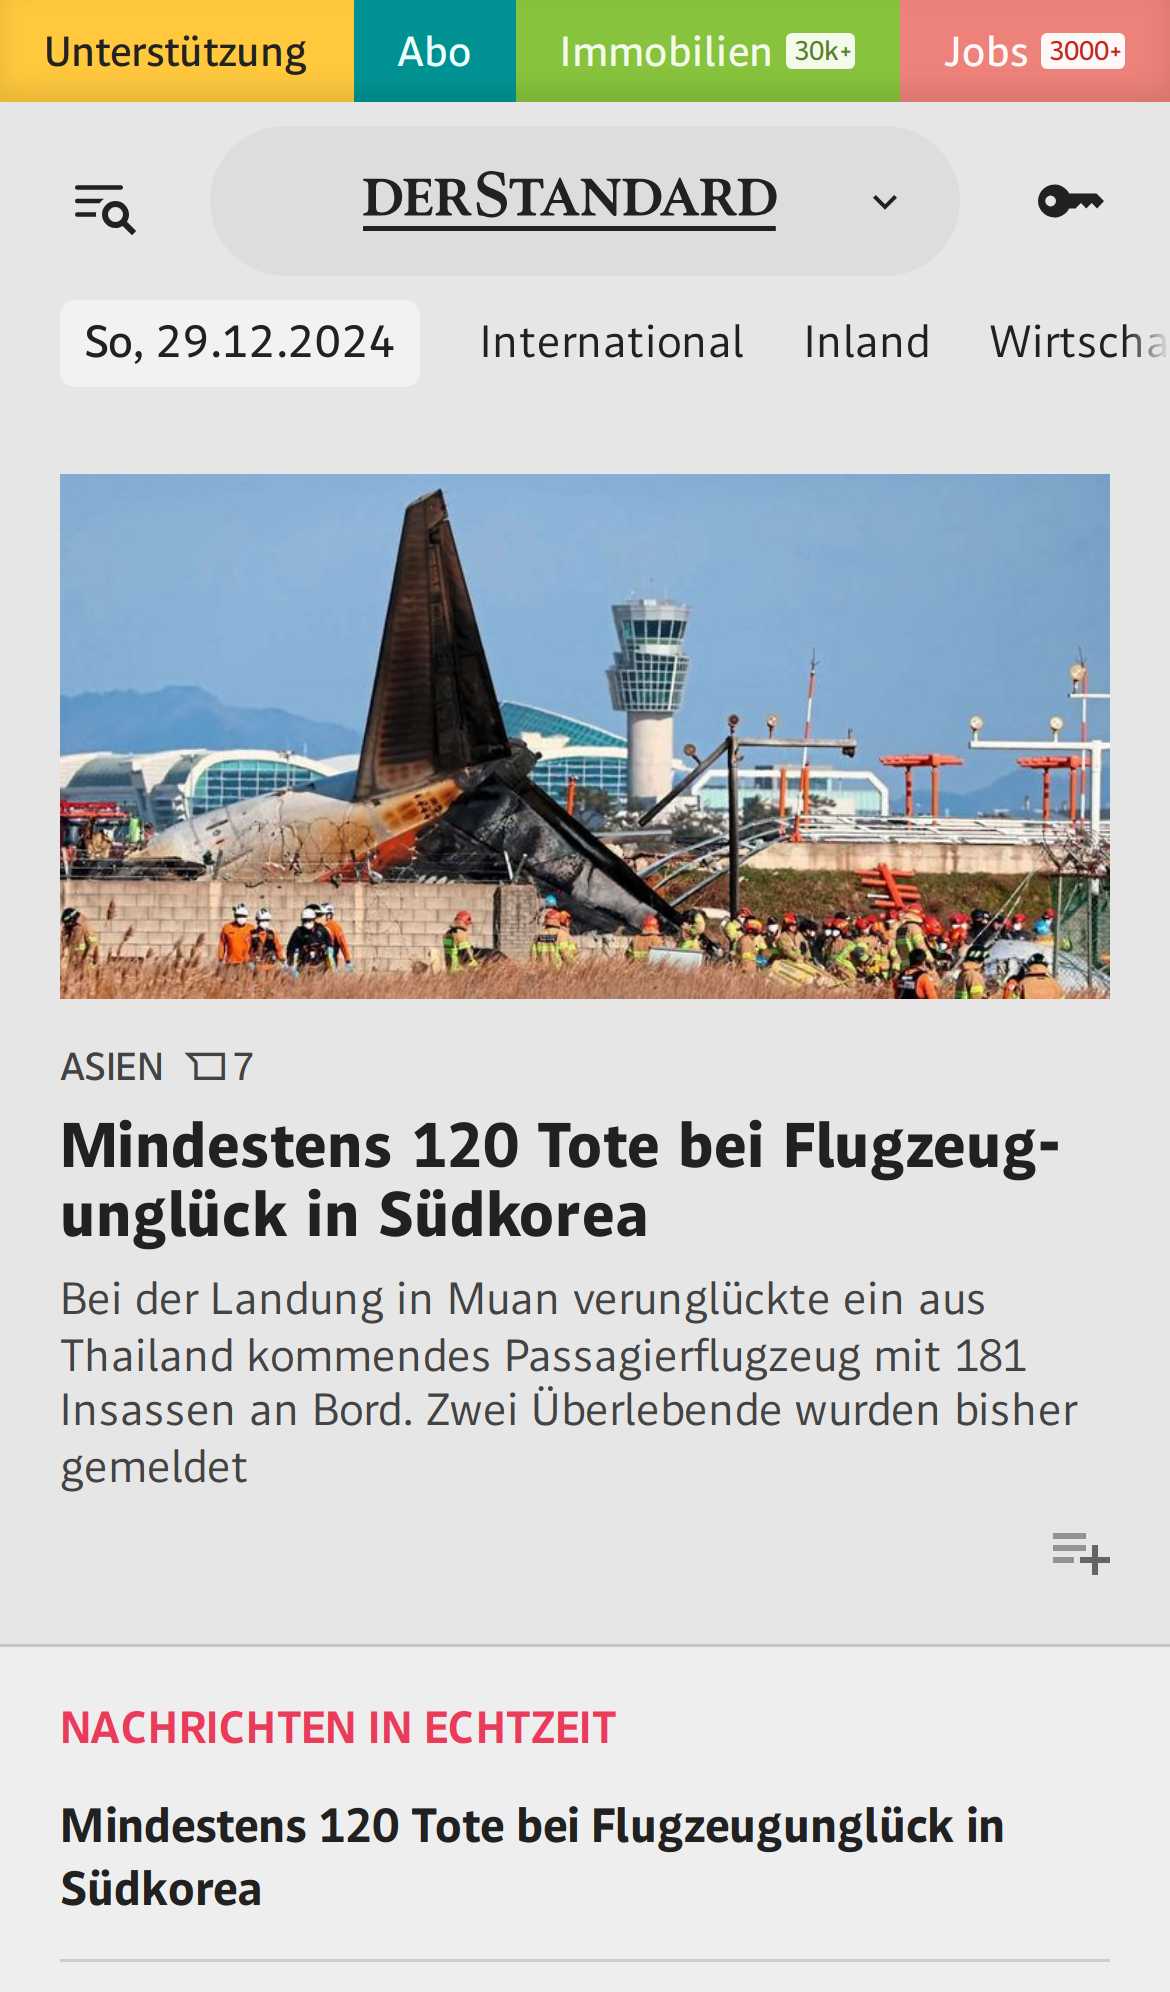 Unterstützung
Abo
Immobilien 30k+
Jobs 3000+
DERSTANDARD
So, 29.12.2024
International
Inland
Wirtscha
ASIEN 7
Mindestens 120 Tote bei Flugzeug-
unglück in Südkorea
Bei der Landung in Muan verunglückte ein aus
Thailand kommendes Passagierflugzeug mit 181
Insassen an Bord. Zwei Überlebende wurden bisher
gemeldet
NACHRICHTEN IN ECHTZEIT
Mindestens 120 Tote bei Flugzeugunglück in
Südkorea